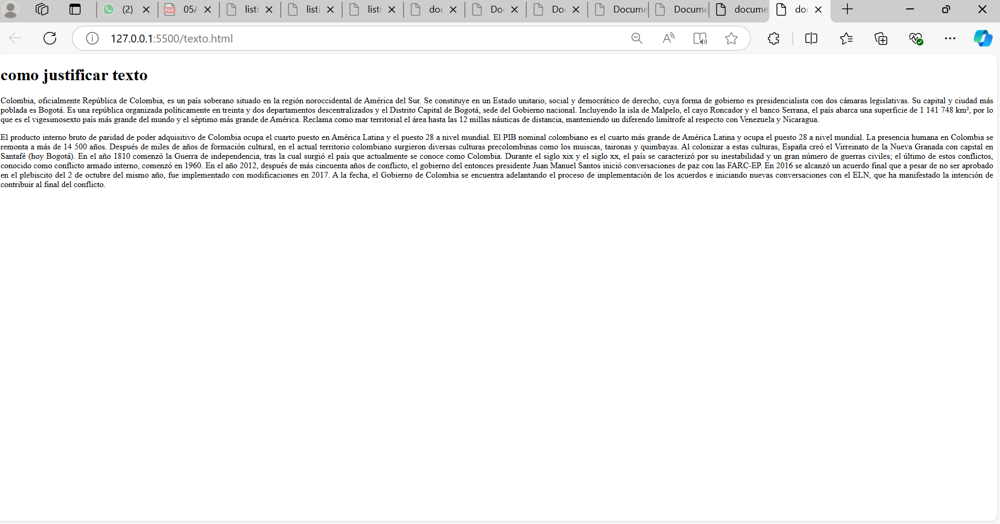 (2)
05/
listi
listi
listi
doc
Do
Do
Docume
Docume
docume
do
127.0.0.1:5500/texto.html
como justificar texto
Colombia, oficialmente República de Colombia, es un país soberano situado en la región noroccidental de América del Sur. Se constituye en un Estado unitario, social y democrático de derecho, cuya forma de gobierno es presidencialista con dos cámaras legislativas. Su capital y ciudad más
poblada es Bogotá. Es una república organizada políticamente en treinta y dos departamentos descentralizados y el Distrito Capital de Bogotá, sede del Gobierno nacional. Incluyendo la isla de Malpelo, el cayo Roncador y el banco Serrana, el país abarca una superficie de 1 141 748 km², por lo
que es el vigesimosexto país más grande del mundo y el séptimo más grande de América. Reclama como mar territorial el área hasta las 12 millas náuticas de distancia, manteniendo un diferendo limítrofe al respecto con Venezuela y Nicaragua.
El producto interno bruto de paridad de poder adquisitivo de Colombia ocupa el cuarto puesto en América Latina y el puesto 28 a nivel mundial. El PIB nominal colombiano es el cuarto más grande de América Latina y ocupa el puesto 28 a nivel mundial. La presencia humana en Colombia se
remonta a más de 14 500 años. Después de miles de años de formación cultural, en el actual territorio colombiano surgieron diversas culturas precolombinas como los muiscas, taironas y quimbayas. Al colonizar a estas culturas, España creó el Virreinato de la Nueva Granada con capital en
Santafé (hoy Bogotá). En el año 1810 comenzó la Guerra de independencia, tras la cual surgió el país que actualmente se conoce como Colombia. Durante el siglo xix y el siglo xx, el país se caracterizó por su inestabilidad y un gran número de guerras civiles; el último de estos conflictos,
conocido como conflicto armado interno, comenzó en 1960. En el año 2012, después de más cincuenta años de conflicto, el gobierno del entonces presidente Juan Manuel Santos inició conversaciones de paz con las FARC-EP. En 2016 se alcanzó un acuerdo final que a pesar de no ser aprobado
en el plebiscito del 2 de octubre del mismo año, fue implementado con modificaciones en 2017. A la fecha, el Gobierno de Colombia se encuentra adelantando el proceso de implementación de los acuerdos e iniciando nuevas conversaciones con el ELN, que ha manifestado la intención de
contribuir al final del conflicto.